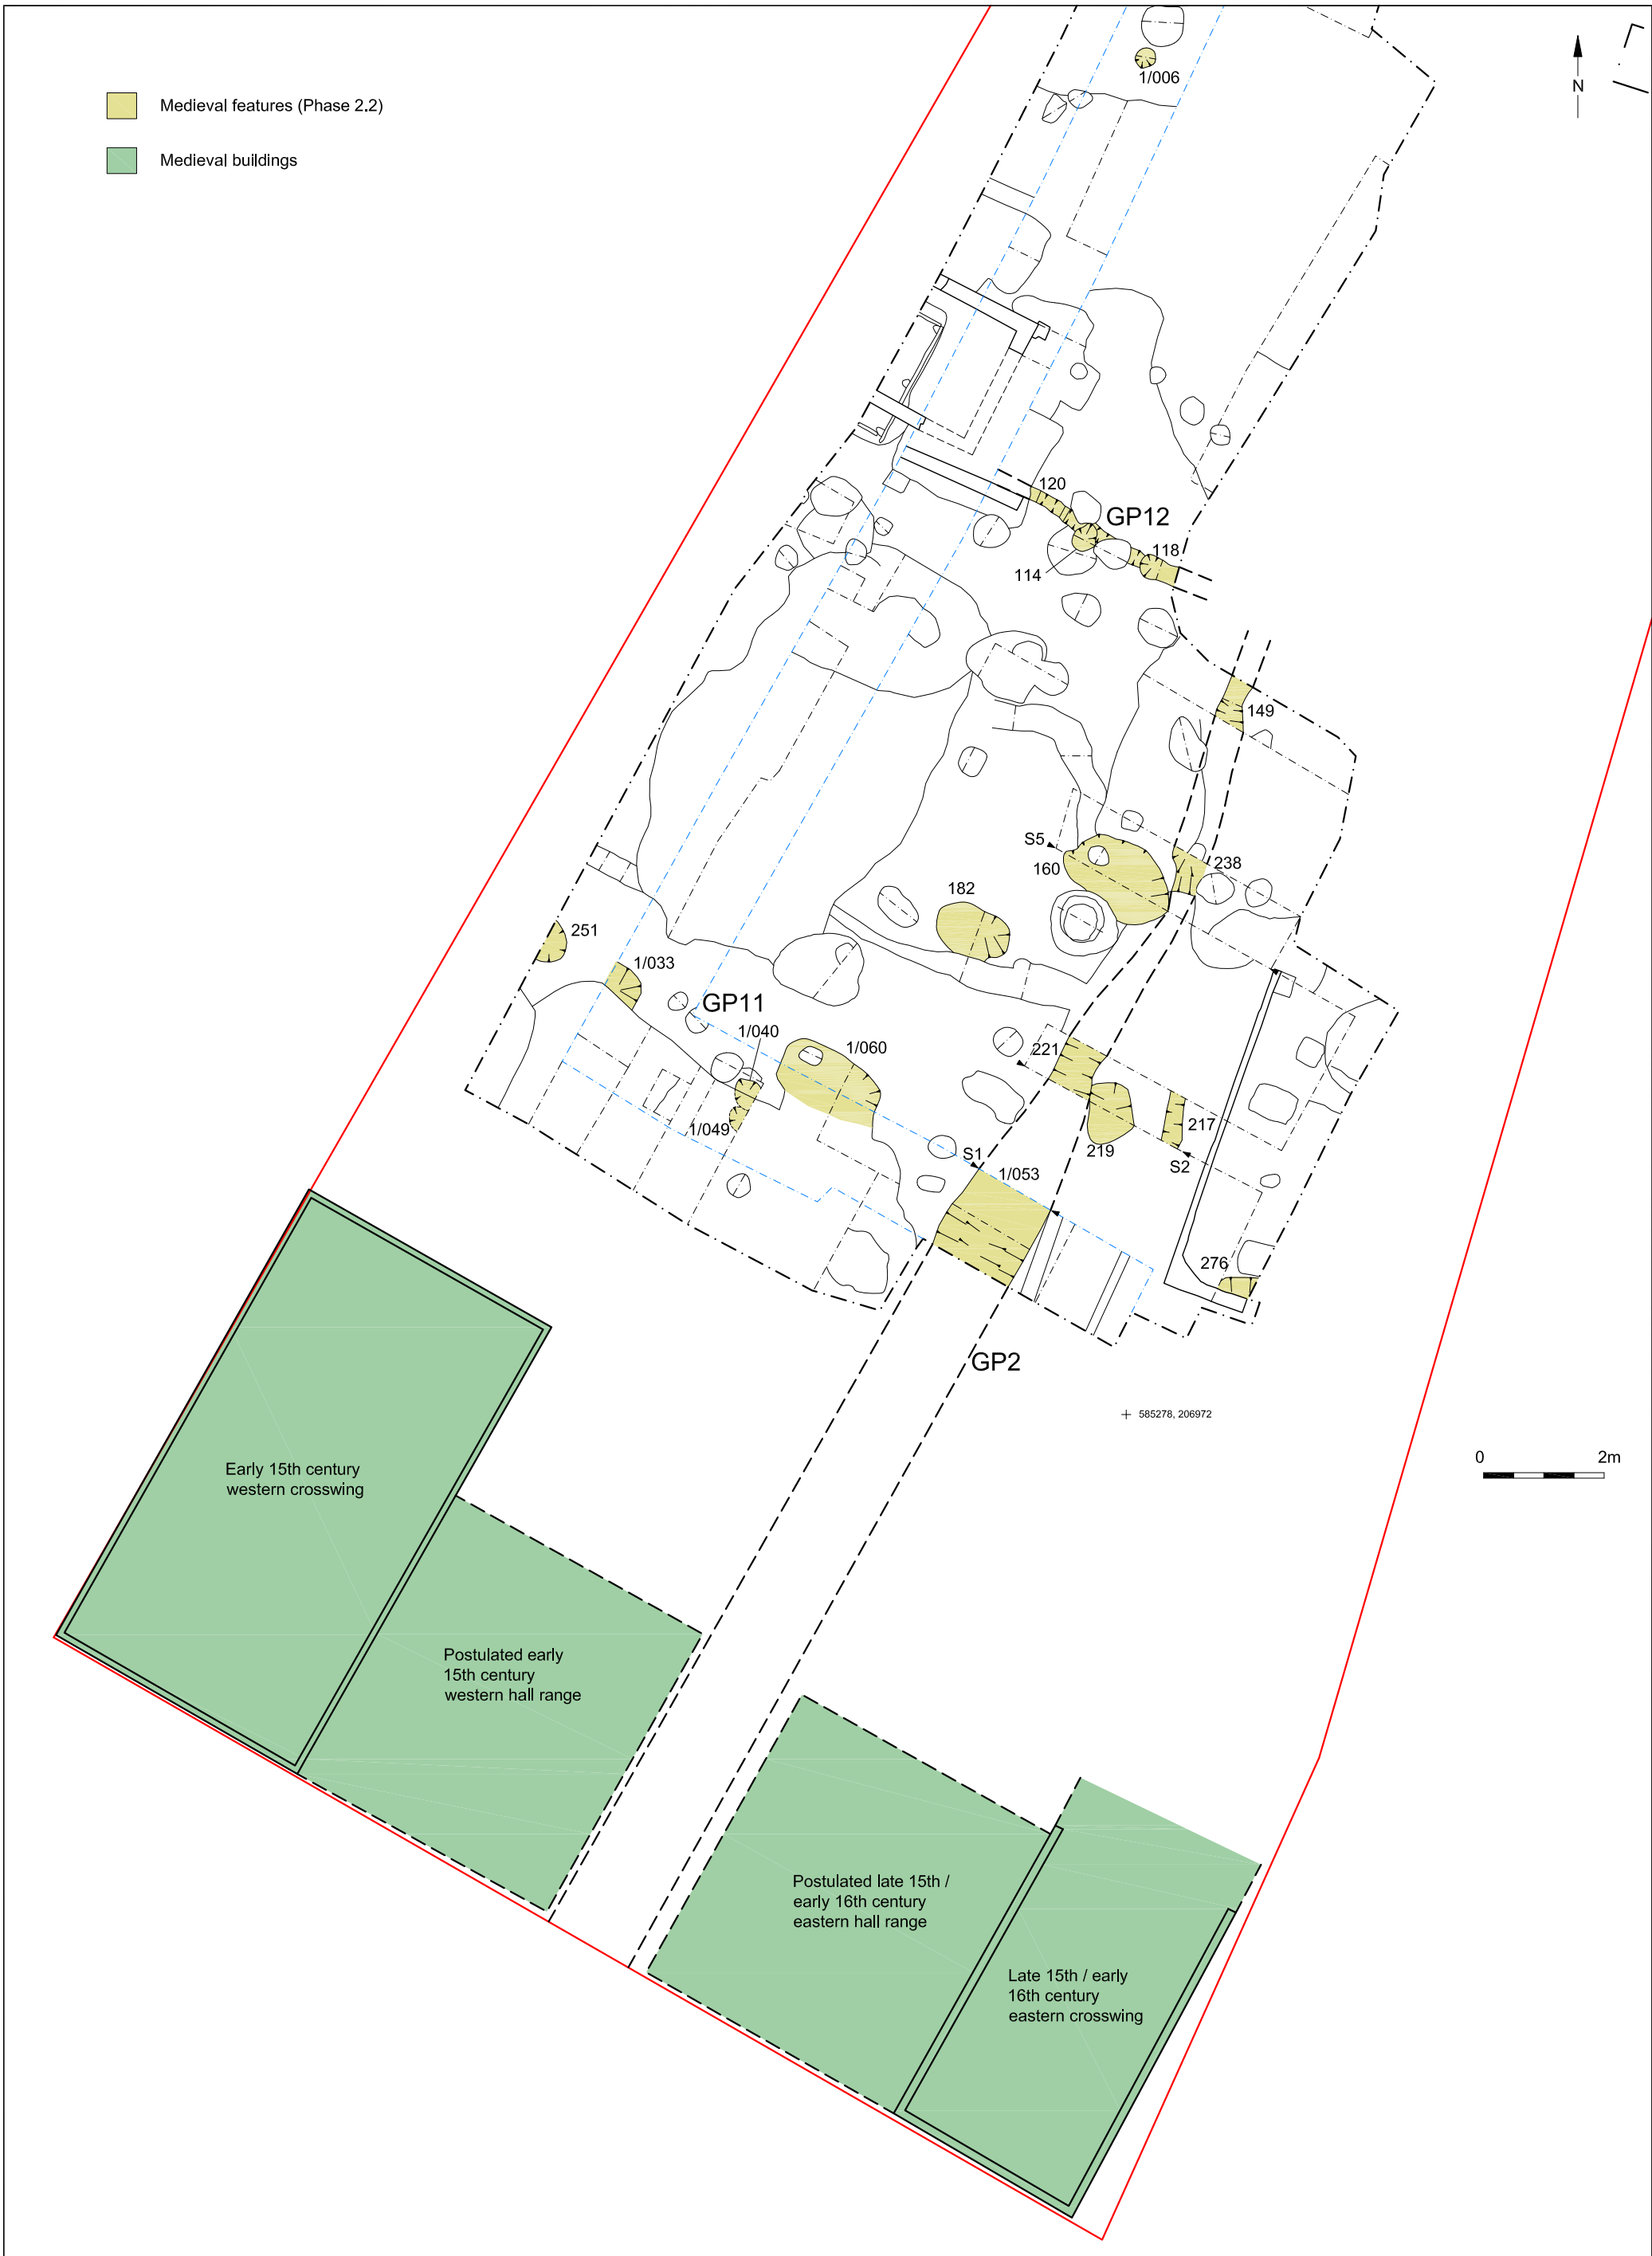 1/006
N
Medieval features (Phase 2.2)
Medieval buildings
120
GP12
118
114
149
S5
160
238
182
251
1/033
GP11
1/040
1/060
221
1/049
217
219
S2
S1
1/053
276
GP2
585278, 206972
0 2m
Early 15th century
western crosswing
Postulated early
15th century
western hall range
Postulated late 15th /
early 16th century
eastern hall range
Late 15th / early
16th century
eastern crosswing